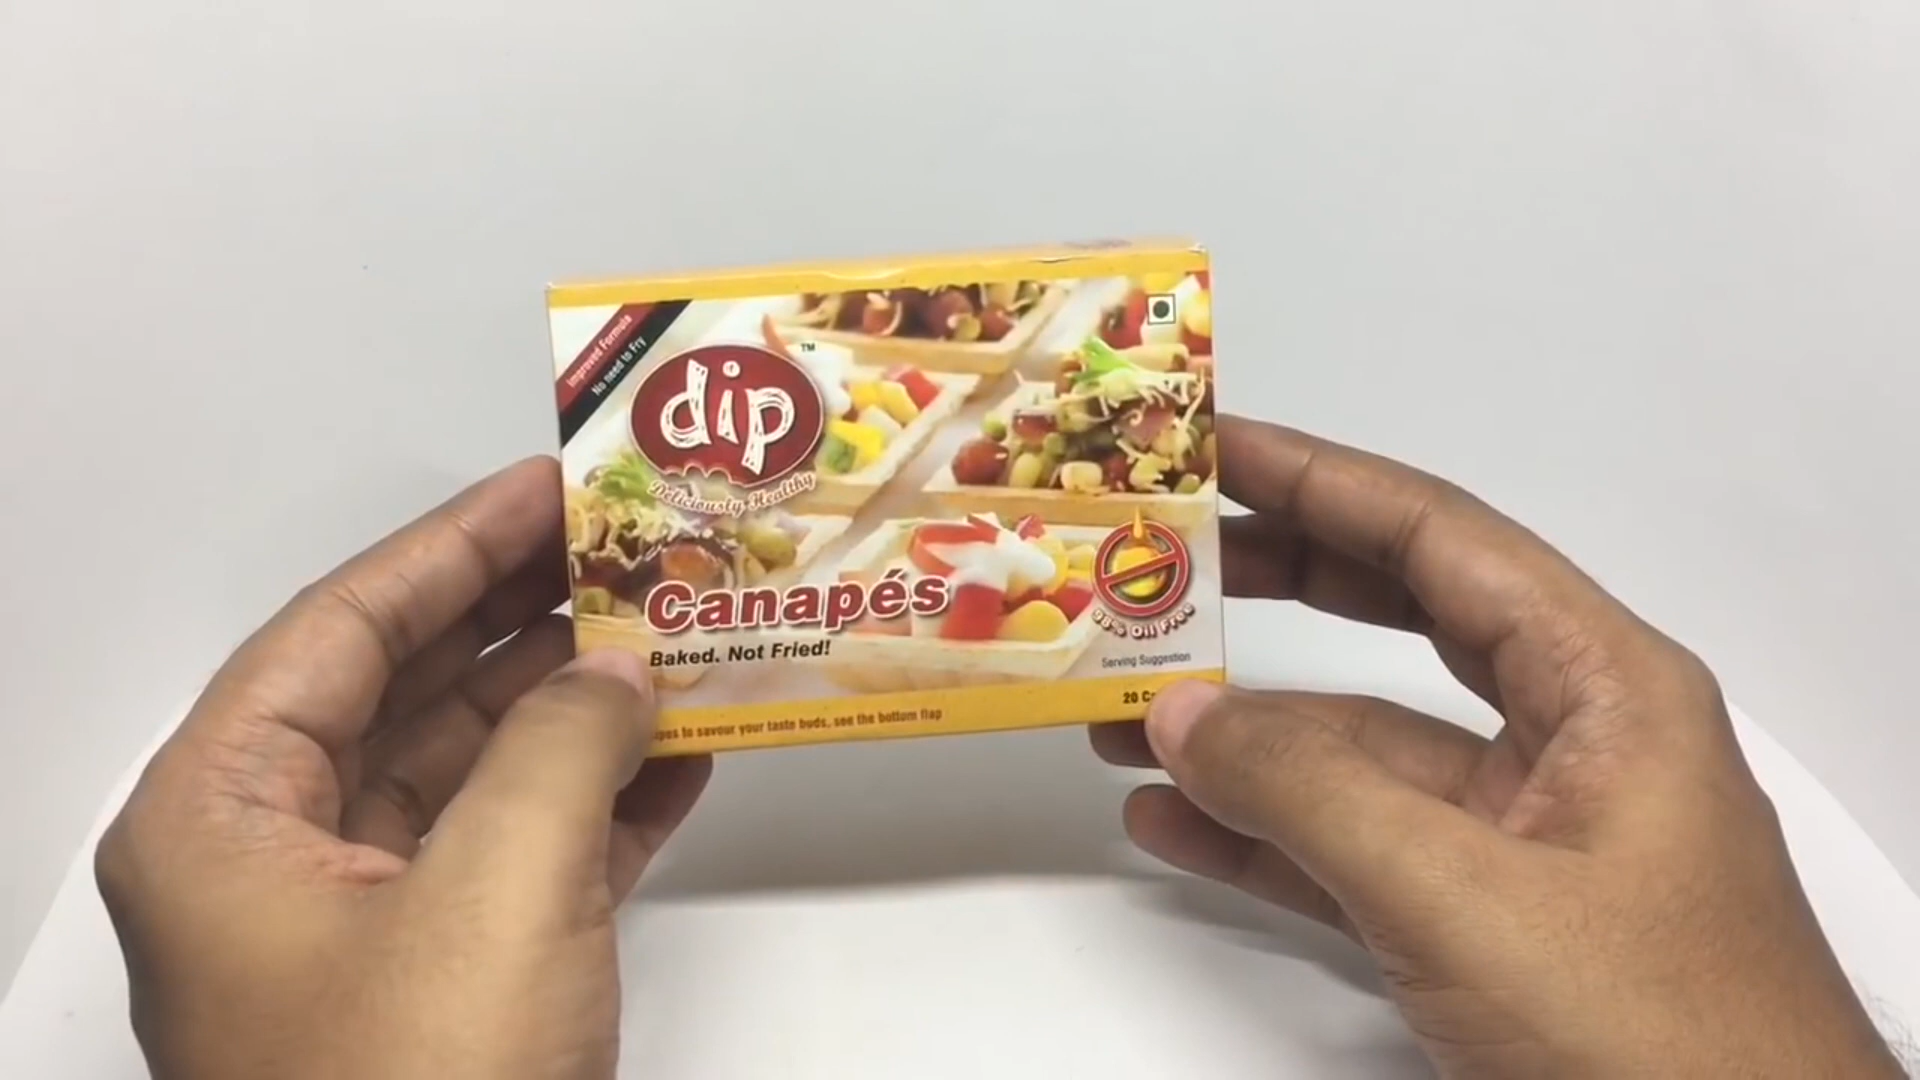 Improved Formula
No need to Fry
dip
TM
Deliciously Healthy
Canapés
Baked. Not Fried!
98% Oil Free
Serving Suggestion
20
to savour your taste buds, see the bottom flap